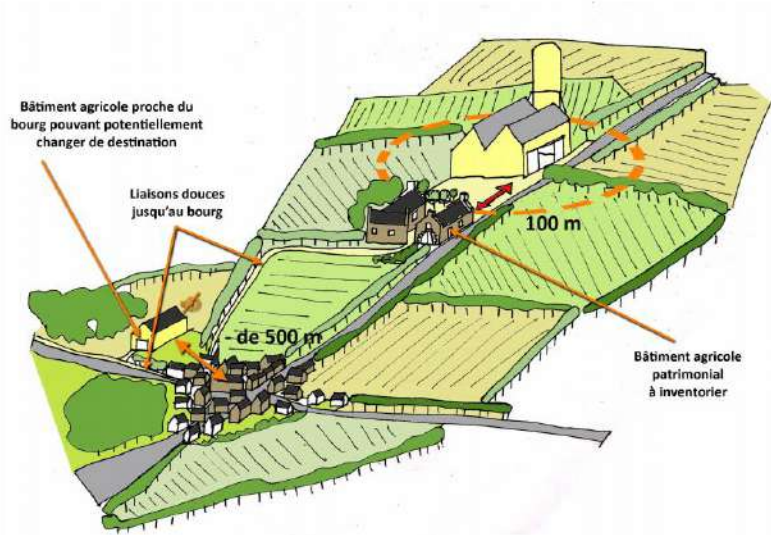 Bâtiment agricole proche du
bourg pouvant potentiellement
changer de destination
Liaisons douces
jusqu'au bourg
100 m
- de 500 m
Bâtiment agricole
patrimonial
à inventorier